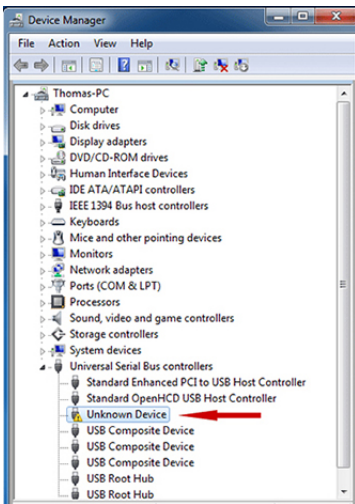 Device Manager
File Action View Help
Thomas-PC
Computer
Disk drives
Display adapters
DVD/CD-ROM drives
Human Interface Devices
IDE ATA/ATAPI controllers
IEEE 1394 Bus host controllers
Keyboards
Mice and other pointing devices
Monitors
Network adapters
Ports (COM & LPT)
Processors
Sound, video and game controllers
Storage controllers
System devices
Universal Serial Bus controllers
Standard Enhanced PCI to USB Host Controller
Standard OpenHCD USB Host Controller
Unknown Device
USB Composite Device
USB Composite Device
USB Composite Device
USB Root Hub
USB Root Hub